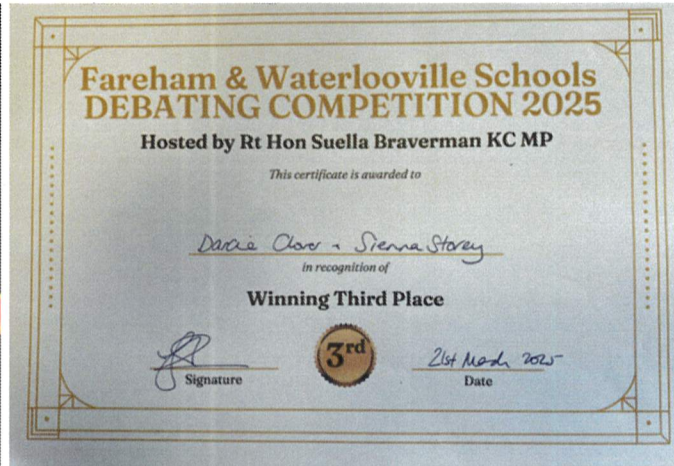 Fareham & Waterlooville Schools
DEBATING COMPETITION 2025
Hosted by Rt Hon Suella Braverman KC MP
This certificate is awarded to
Darcie Clover + Sienna Storey
in recognition of
Winning Third Place
3rd
21st March 2025
Signature
Date